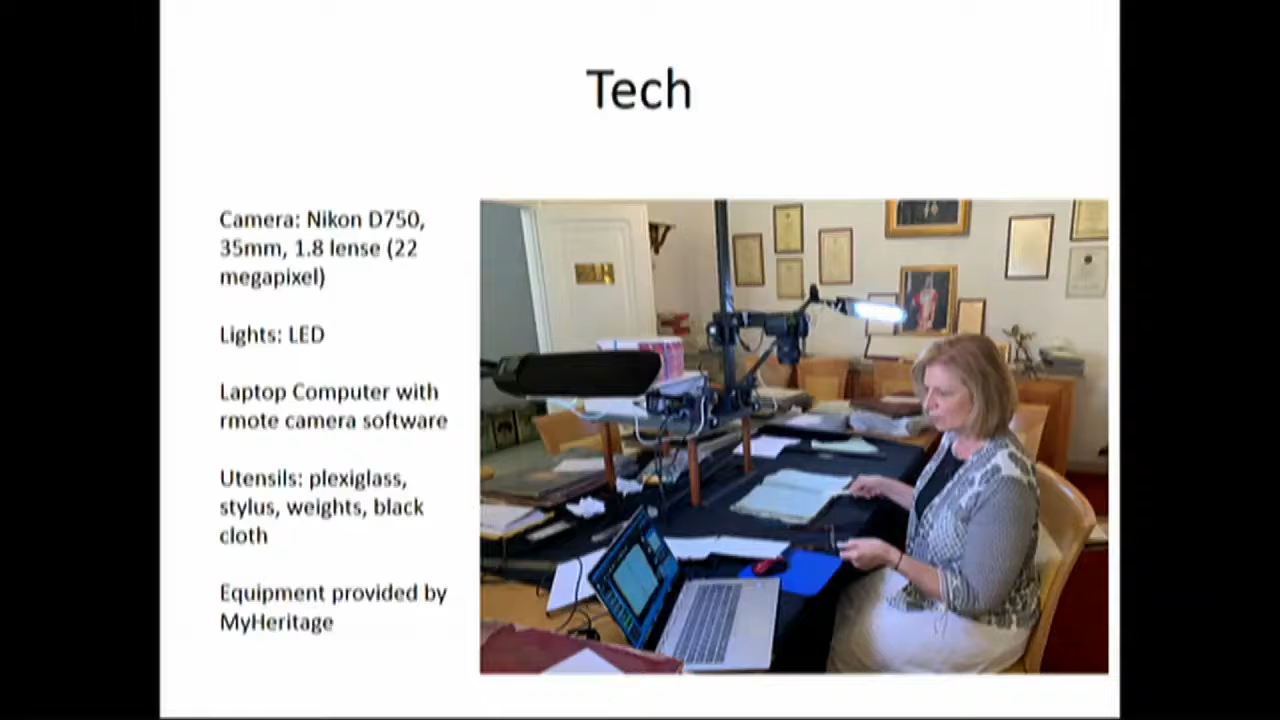 Tech
Camera: Nikon D750,
35mm, 1.8 lense (22
megapixel)
Lights: LED
Laptop Computer with
rmote camera software
Utensils: plexiglass,
stylus, weights, black
cloth
Equipment provided by
MyHeritage